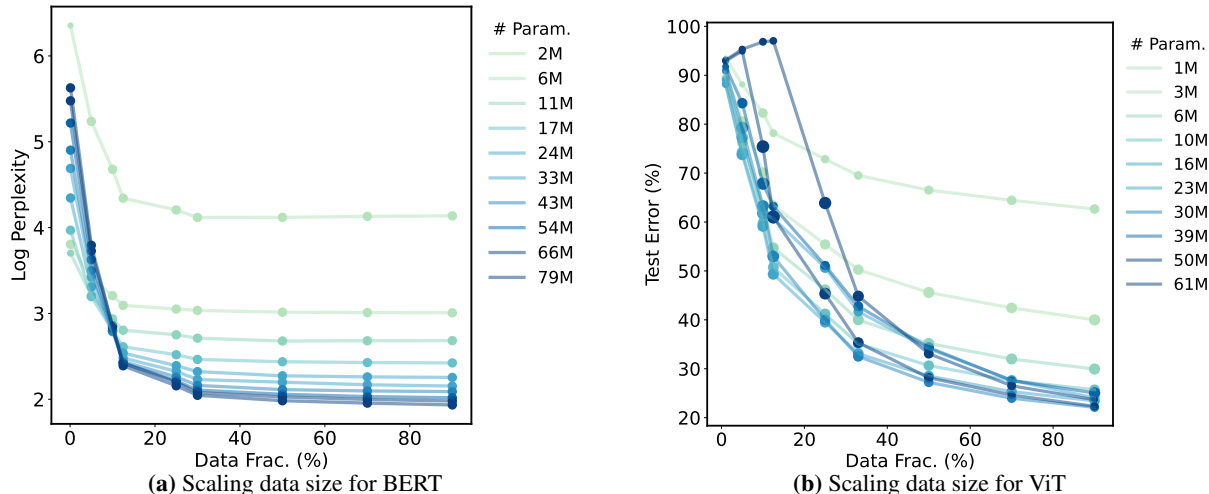 6
5
4
3
2
Log Perplexity
0
20
40
60
80
Data Frac. (%)
# Param.
2M
6M
11M
17M
24M
33M
43M
54M
66M
79M
(a) Scaling data size for BERT
100
90
80
70
60
50
40
30
20
Test Error (%)
0
20
40
60
80
Data Frac. (%)
# Param.
1M
3M
6M
10M
16M
23M
30M
39M
50M
61M
(b) Scaling data size for ViT